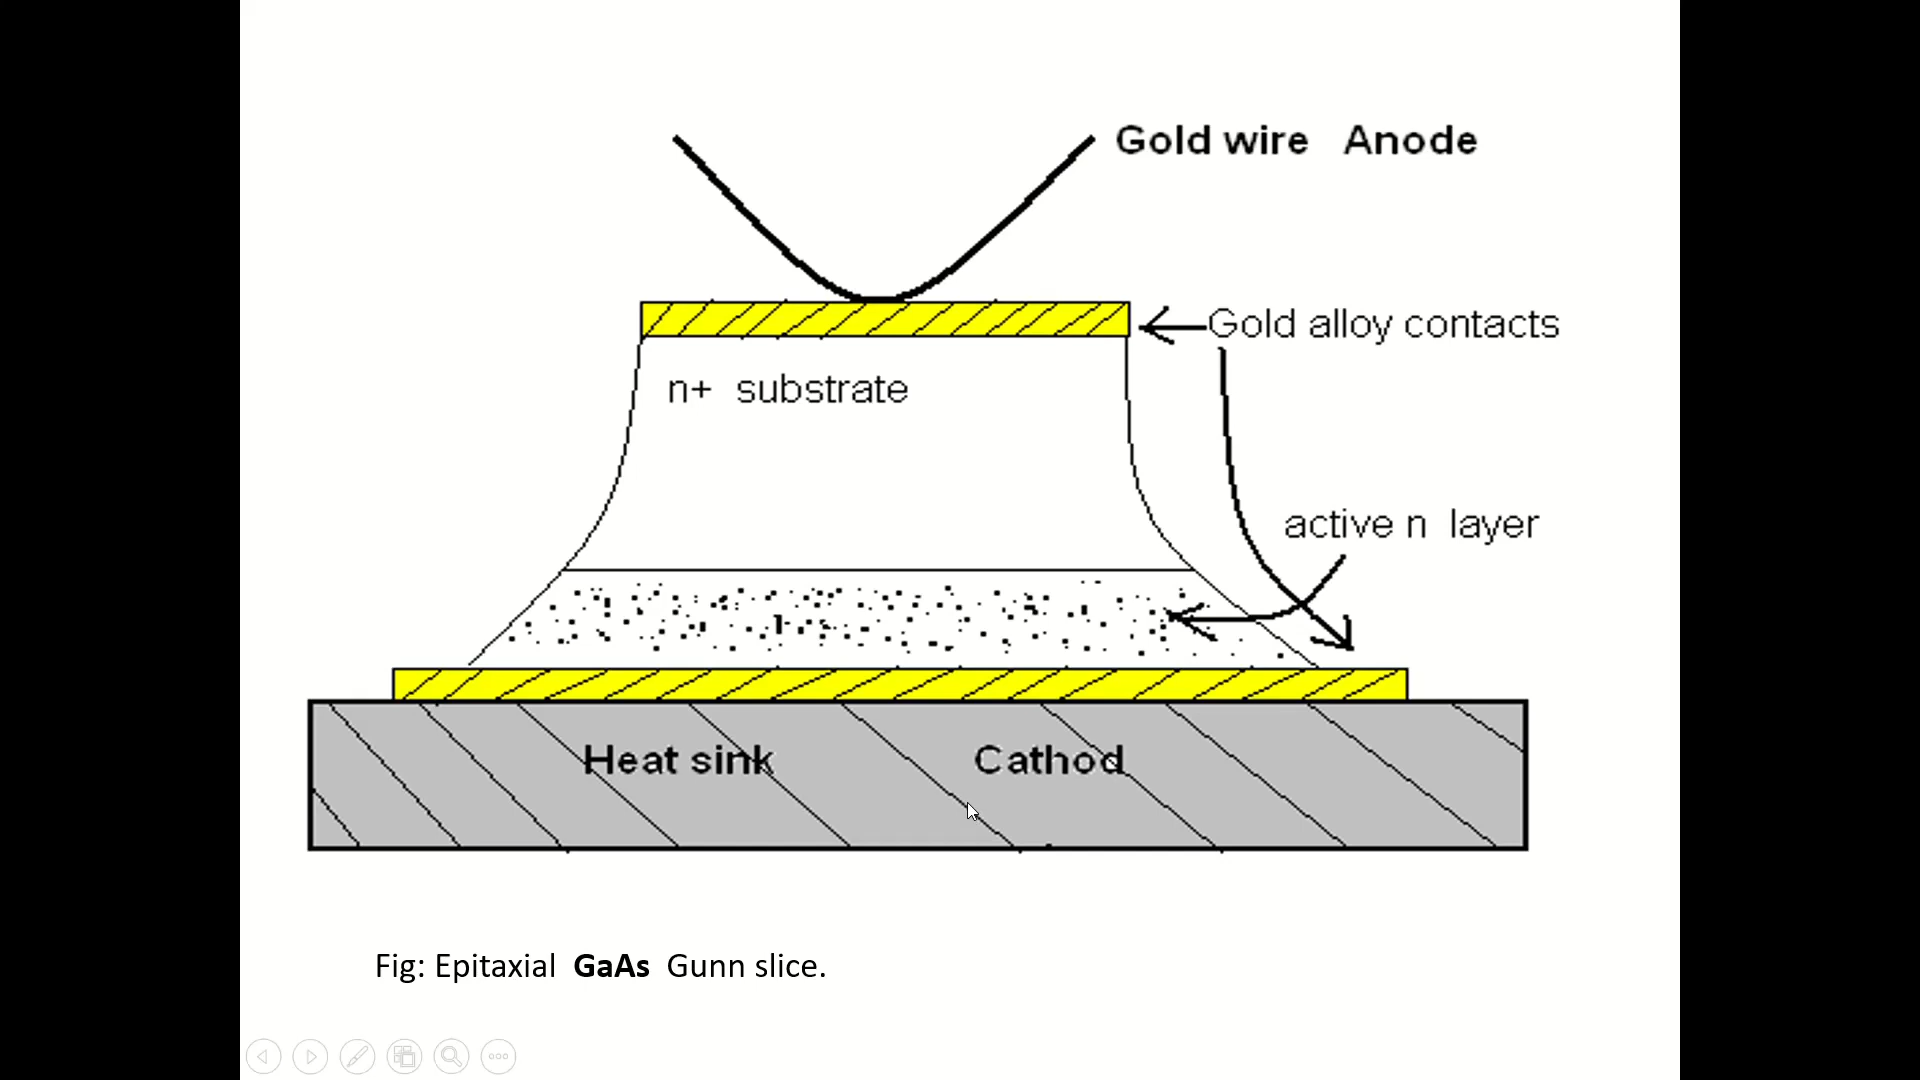 Gold wire Anode
Gold alloy contacts
n+ substrate
active n layer
Heat sink Cathod
Fig: Epitaxial GaAs Gunn slice.